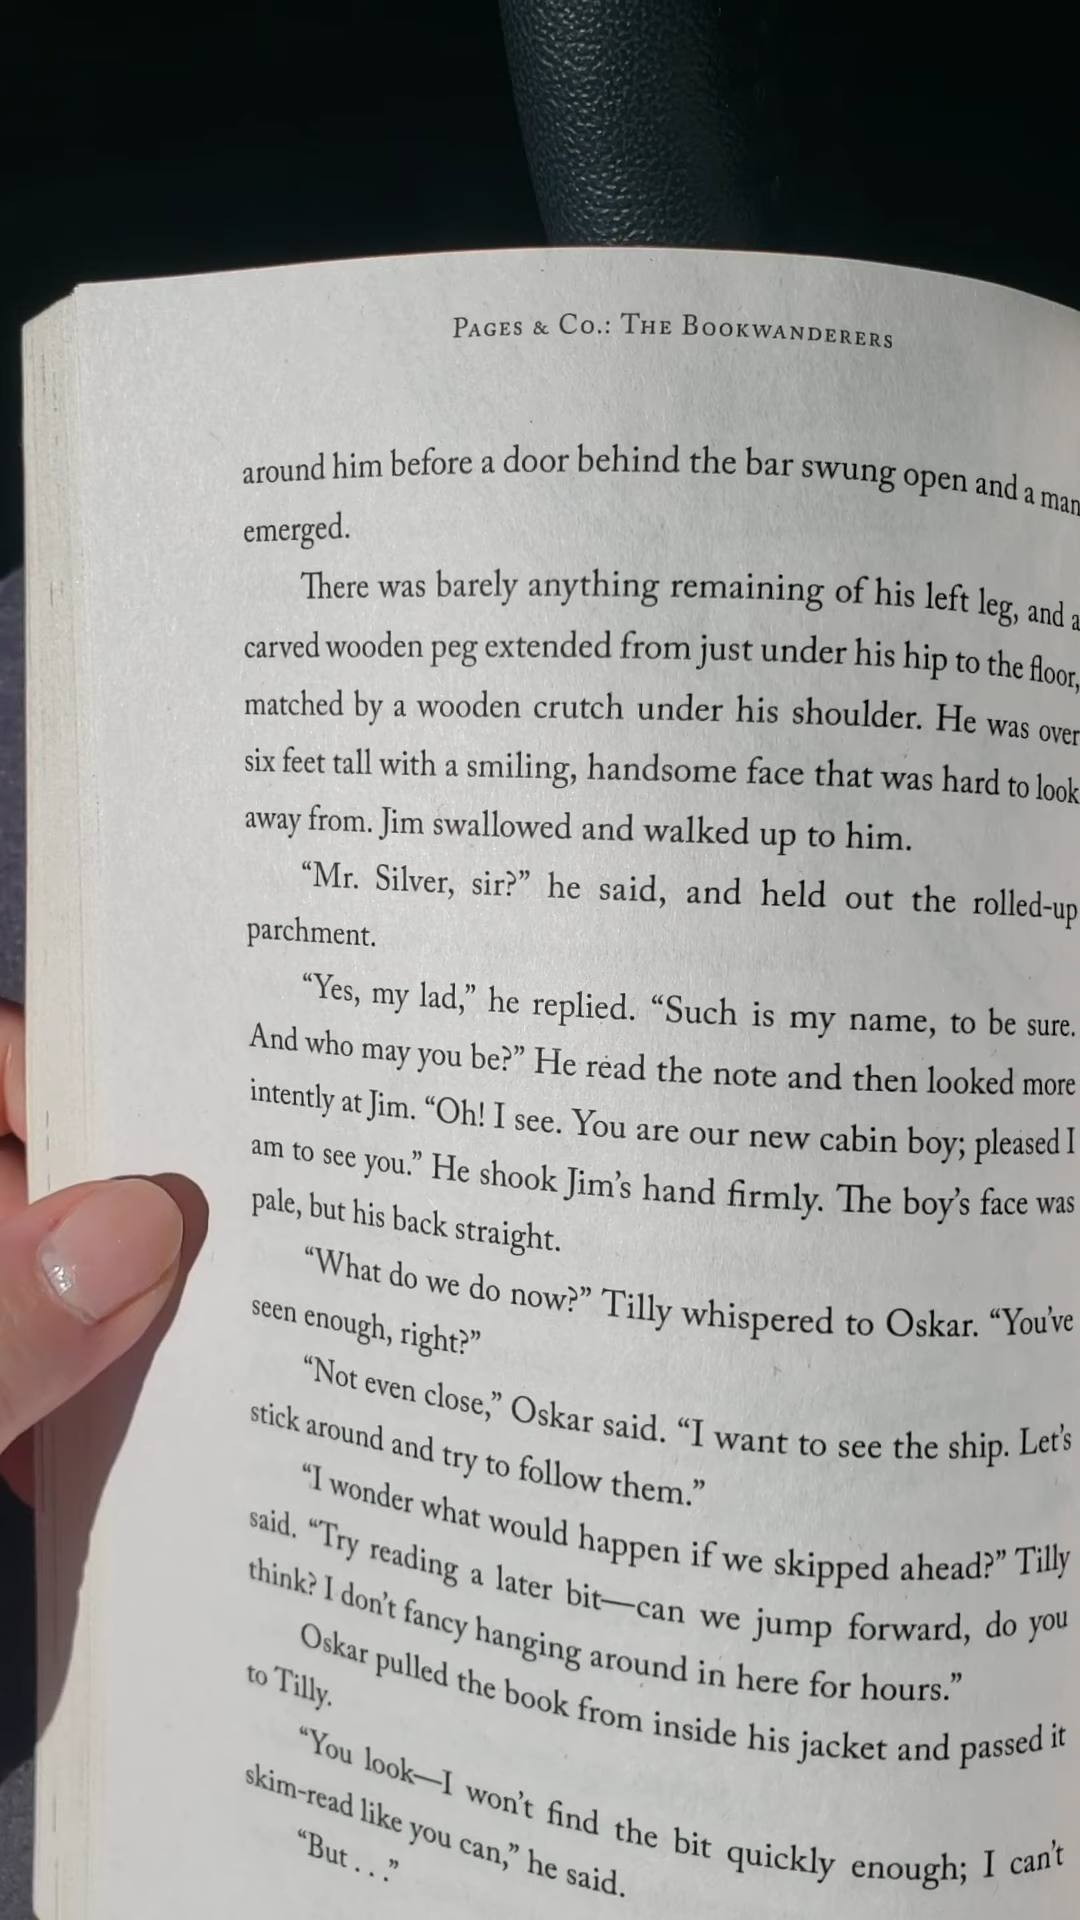 PAGES & CO.: THE BOOKWANDERERS
around him before a door behind the bar swung open and a man
emerged.
There was barely anything remaining of his left leg, and a
carved wooden peg extended from just under his hip to the floor,
matched by a wooden crutch under his shoulder. He was over
six feet tall with a smiling, handsome face that was hard to look
away from. Jim swallowed and walked up to him.
“Mr. Silver, sir?” he said, and held out the rolled-up
parchment.
“Yes, my lad,” he replied. “Such is my name, to be sure.
And who may you be?” He read the note and then looked more
intently at Jim. “Oh! I see. You are our new cabin boy; pleased I
am to see you.” He shook Jim’s hand firmly. The boy’s face was
pale, but his back straight.
“What do we do now?” Tilly whispered to Oskar. “You’ve
seen enough, right?”
“Not even close,” Oskar said. “I want to see the ship. Let’s
stick around and try to follow them.”
“I wonder what would happen if we skipped ahead?” Tilly
said. “Try reading a later bit—can we jump forward, do you
think? I don’t fancy hanging around in here for hours.”
Oskar pulled the book from inside his jacket and passed it
to Tilly.
“You look—I won’t find the bit quickly enough; I can’t
skim-read like you can,” he said.
“But . . .”